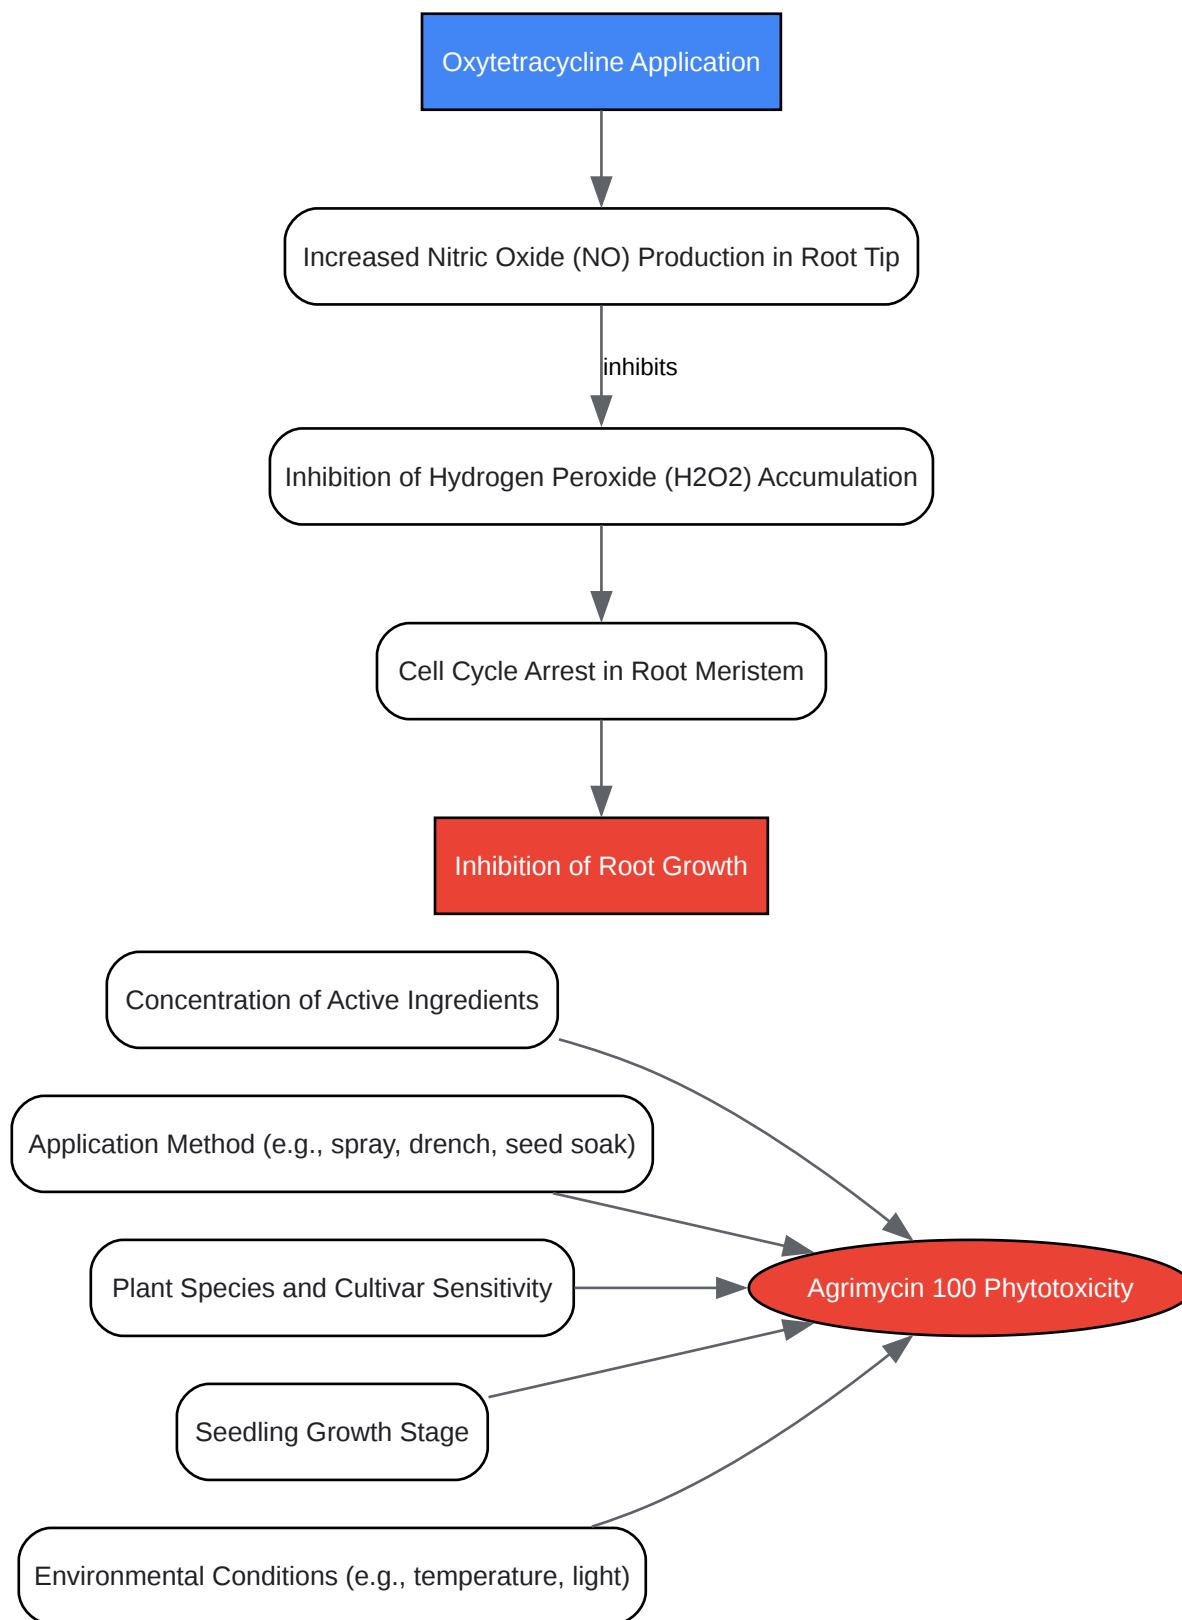 Oxytetracycline Application
Increased Nitric Oxide (NO) Production in Root Tip
inhibits
Inhibition of Hydrogen Peroxide (H2O2) Accumulation
Cell Cycle Arrest in Root Meristem
Inhibition of Root Growth
Concentration of Active Ingredients
Application Method (e.g., spray, drench, seed soak)
Plant Species and Cultivar Sensitivity
Agrimycin 100 Phytotoxicity
Seedling Growth Stage
Environmental Conditions (e.g., temperature, light)